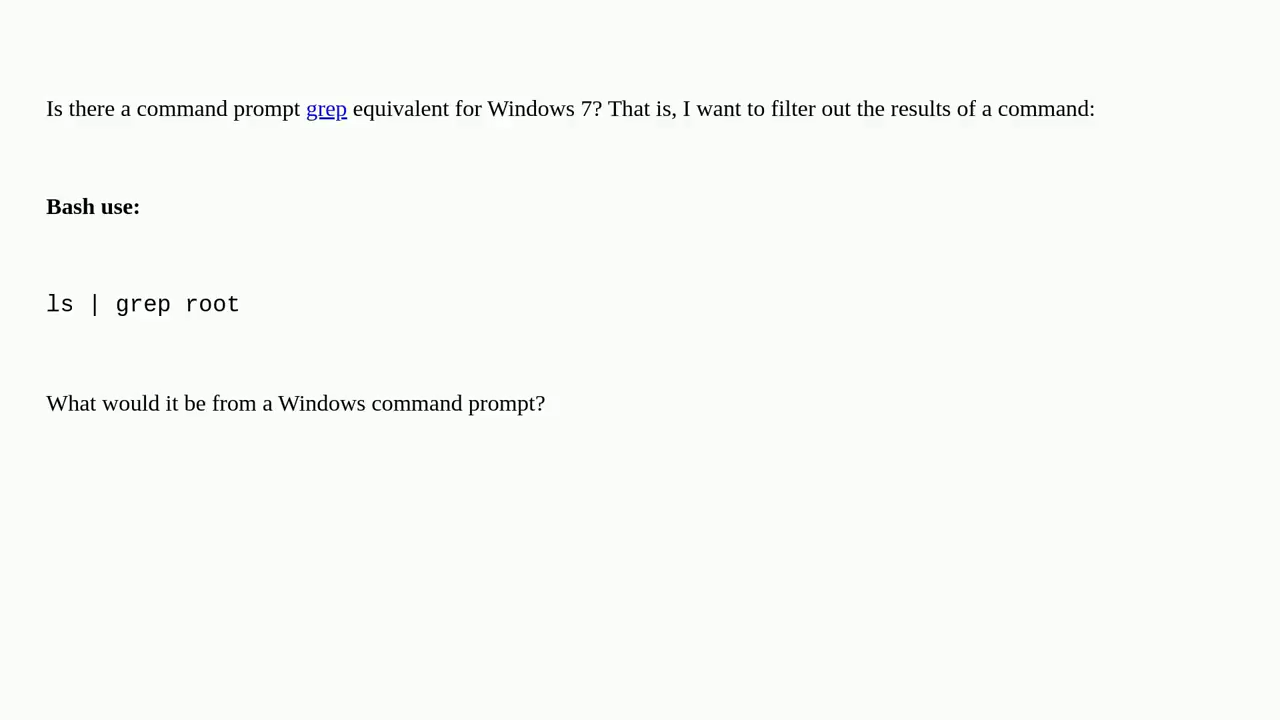 Is there a command prompt grep equivalent for Windows 7? That is, I want to filter out the results of a command:
Bash use:
ls | grep root
What would it be from a Windows command prompt?